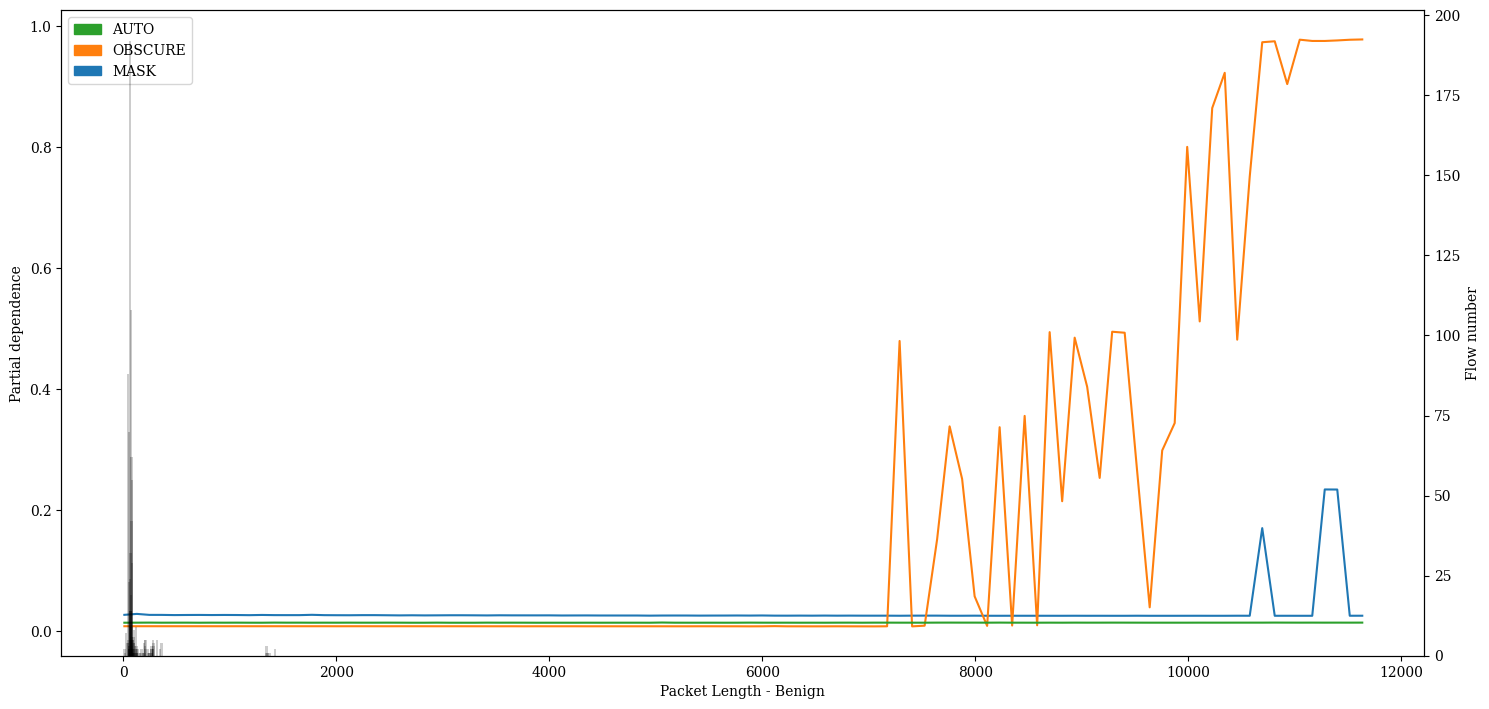 AUTO
OBSCURE
MASK
1.0
0.8
0.6
0.4
0.2
0.0
Partial dependence
200
175
150
125
100
75
50
25
0
Flow number
0 2000 4000 6000 8000 10000 12000
Packet Length - Benign